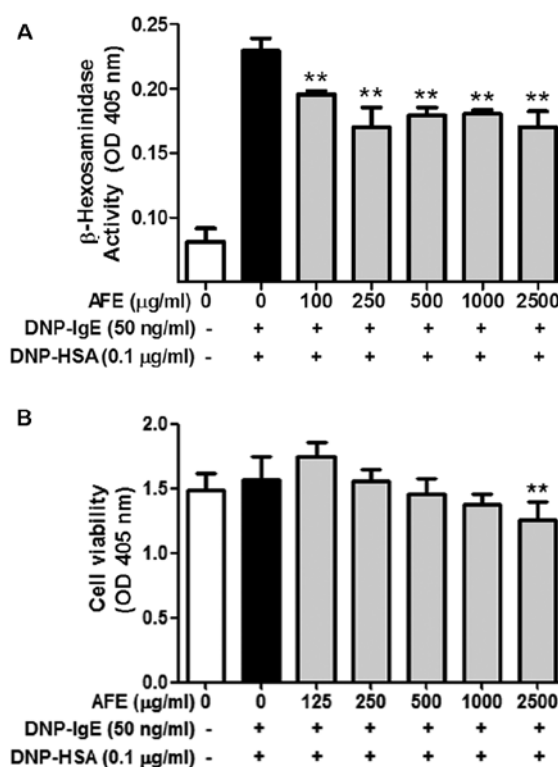 A
β-Hexosaminidase
Activity (OD 405 nm)
0.25
0.20
0.15
0.10
** ** ** ** **
AFE (µg/ml) 0 0 100 250 500 1000 2500
DNP-IgE (50 ng/ml) - + + + + + +
DNP-HSA (0.1 µg/ml) - + + + + + +
B
Cell viability
(OD 405 nm)
2.0
1.5
1.0
0.5
0.0
**
AFE (µg/ml) 0 0 125 250 500 1000 2500
DNP-IgE (50 ng/ml) - + + + + + +
DNP-HSA (0.1 µg/ml) - + + + + + +